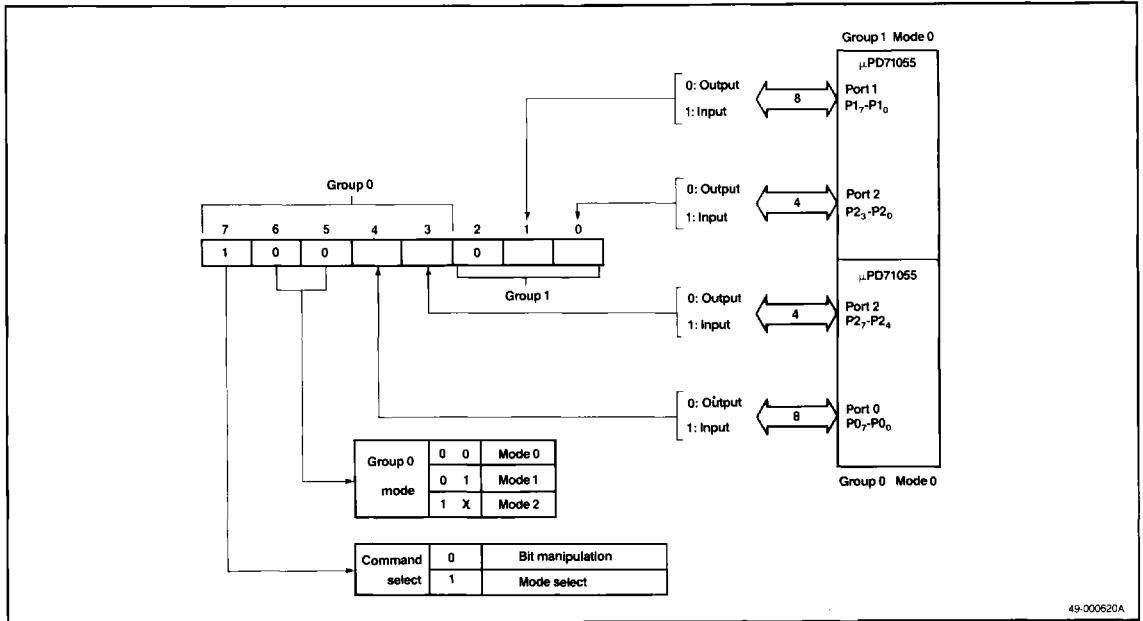 Group 1 Mode 0
μPD71055
0: Output
1: Input
8
Port 1
P1₇-P1₀
0: Output
1: Input
4
Port 2
P2₃-P2₀
Group 0
7 6 5 4 3 2 1 0
1 0 0 0
Group 1
μPD71055
0: Output
1: Input
4
Port 2
P2₇-P2₄
0: Output
1: Input
8
Port 0
P0₇-P0₀
Group 0 Mode 0
Group 0
mode
0 0 Mode 0
0 1 Mode 1
1 X Mode 2
Command
select
0 Bit manipulation
1 Mode select
49-000620A